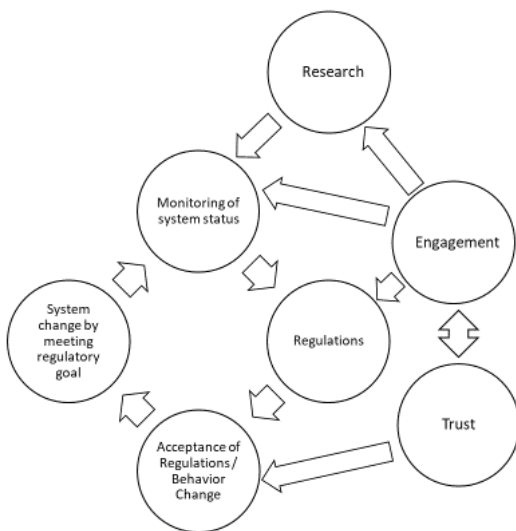 Research
Monitoring of
system status
Engagement
System
change by
meeting
regulatory
goal
Regulations
Trust
Acceptance of
Regulations /
Behavior
Change